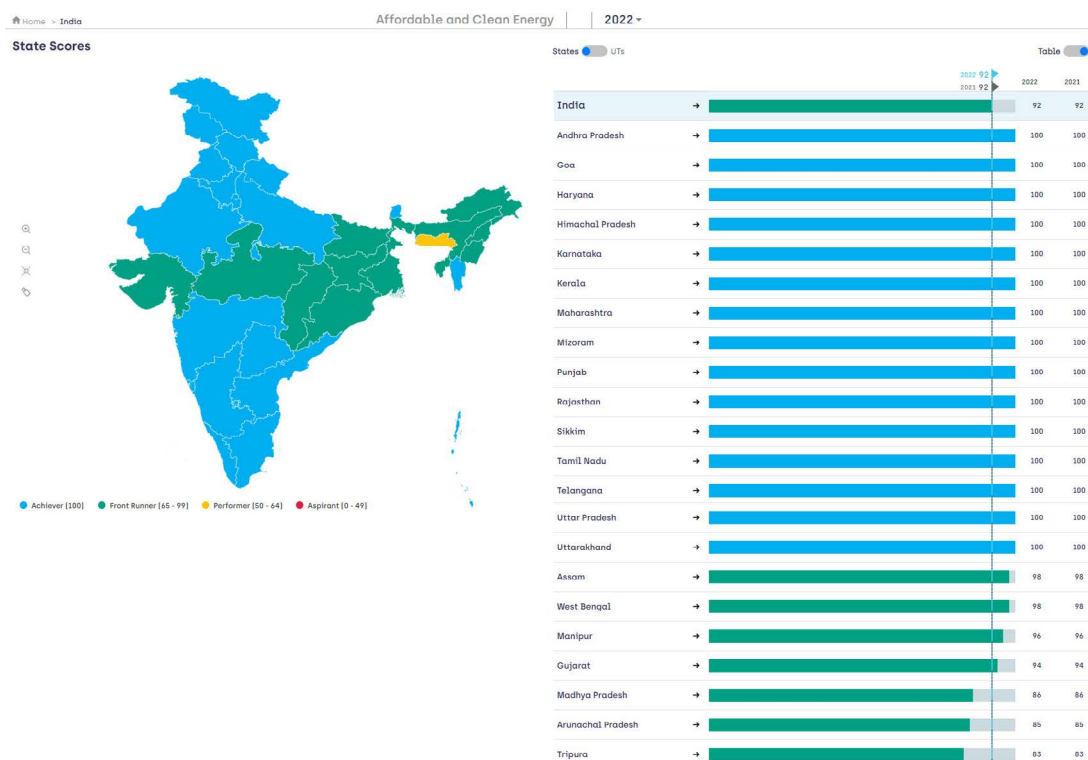 Home > India
Affordable and Clean Energy
2022
State Scores
States UTs
Table
2022 92
2021 92
2022 2021
India → 92 92
Andhra Pradesh → 100 100
Goa → 100 100
Haryana → 100 100
Himachal Pradesh → 100 100
Karnataka → 100 100
Kerala → 100 100
Maharashtra → 100 100
Mizoram → 100 100
Punjab → 100 100
Rajasthan → 100 100
Sikkim → 100 100
Tamil Nadu → 100 100
Telangana → 100 100
Uttar Pradesh → 100 100
Uttarakhand → 100 100
Assam → 98 98
West Bengal → 98 98
Manipur → 96 96
Gujarat → 94 94
Madhya Pradesh → 86 86
Arunachal Pradesh → 85 85
Tripura → 83 83
Achiever (100) Front Runner (65 - 99) Performer (50 - 64) Aspirant (0 - 49)